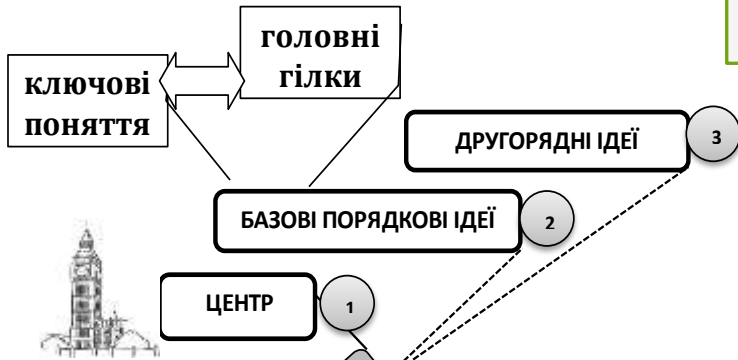 головні
гілки
ключові
поняття
ДРУГОРЯДНІ ІДЕЇ
3
БАЗОВІ ПОРЯДКОВІ ІДЕЇ
2
ЦЕНТР
1